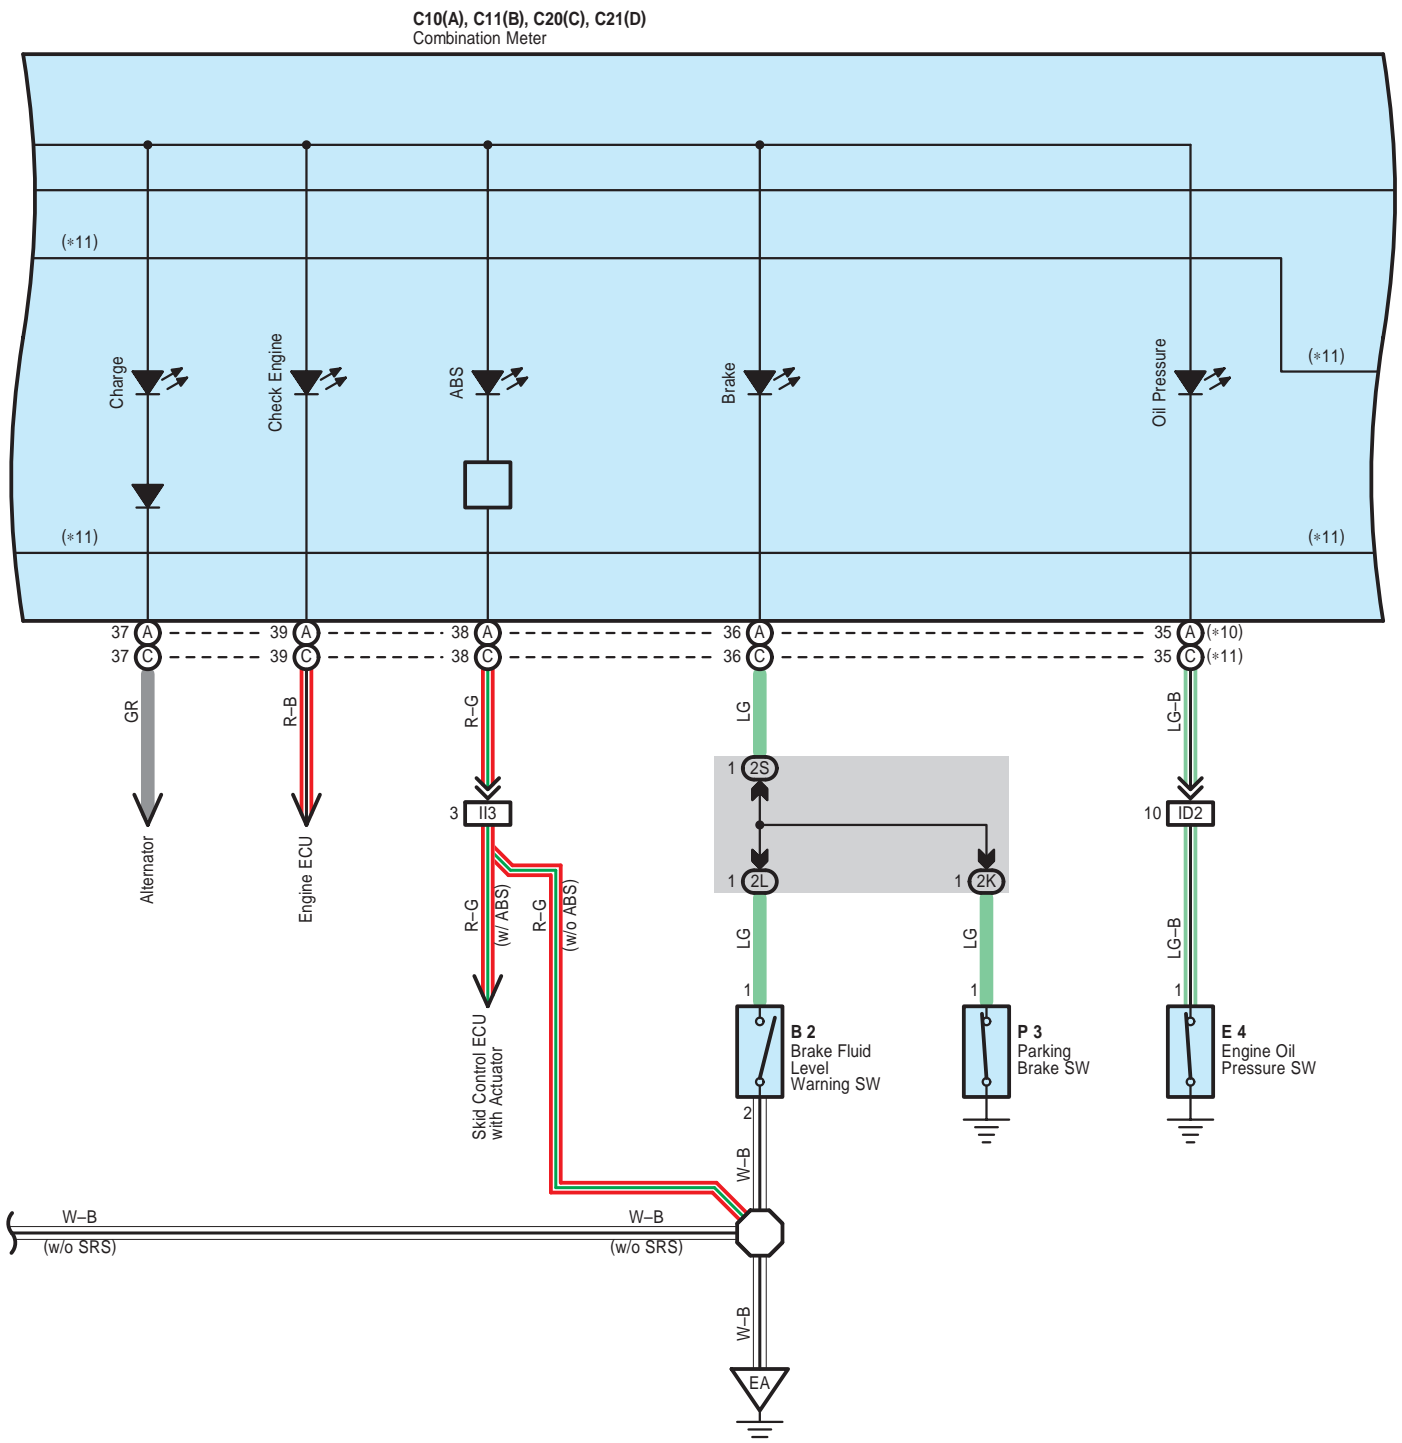 C10(A), C11(B), C20(C), C21(D)
Combination Meter
(∗11)
(∗11)
Charge
Check Engine
ABS
Brake
Oil Pressure
(∗11)
(∗11)
37 A 39 A 38 A 36 A 35 A (∗10)
37 C 39 C 38 C 36 C 35 C (∗11)
GR
R–B
R–G
LG
LG–B
1 2S
3 II3
10 ID2
Alternator
Engine ECU
1 2L
1 2K
R–G
(w/ ABS)
R–G
(w/o ABS)
LG
LG
LG–B
1
1
1
Skid Control ECU
with Actuator
B 2
Brake Fluid
Level
Warning SW
P 3
Parking
Brake SW
E 4
Engine Oil
Pressure SW
2
W–B
W–B
(w/o SRS)
W–B
(w/o SRS)
W–B
EA